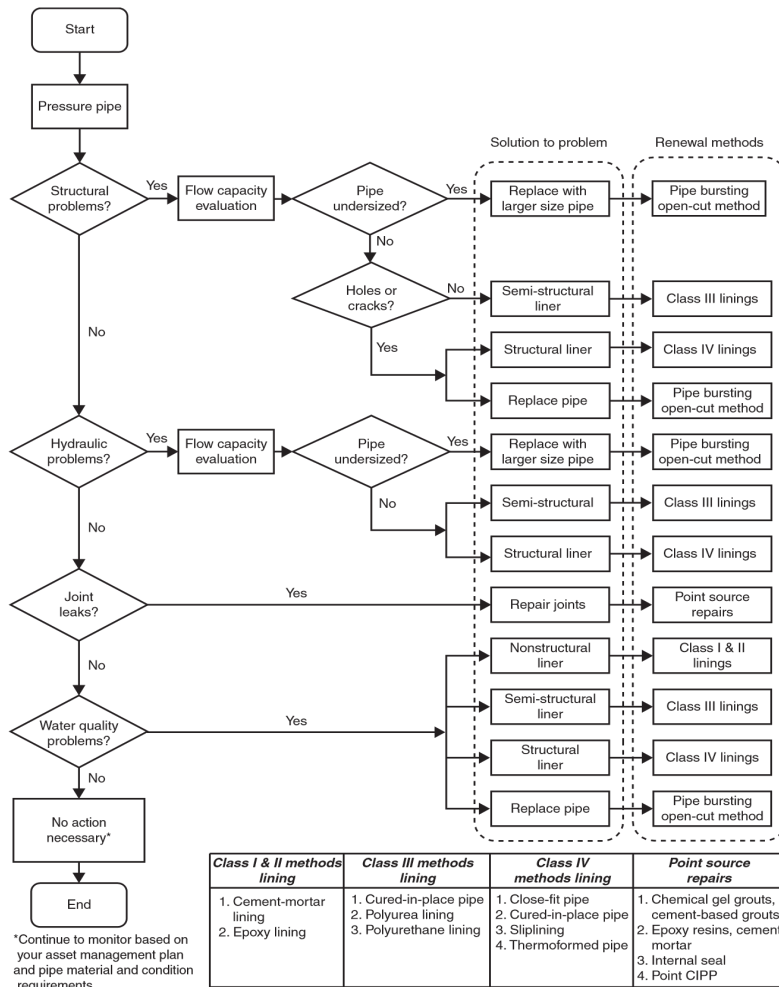 Start
Pressure pipe
Solution to problem
Renewal methods
Structural
problems?
Yes
Flow capacity
evaluation
Pipe
undersized?
Yes
Replace with
larger size pipe
Pipe bursting
open-cut method
No
Holes or
cracks?
No
Semi-structural
liner
Class III linings
Yes
Structural liner
Class IV linings
Replace pipe
Pipe bursting
open-cut method
No
Hydraulic
problems?
Yes
Flow capacity
evaluation
Pipe
undersized?
Yes
Replace with
larger size pipe
Pipe bursting
open-cut method
No
Semi-structural
Class III linings
Structural liner
Class IV linings
No
Joint
leaks?
Yes
Repair joints
Point source
repairs
No
Water quality
problems?
Yes
Nonstructural
liner
Class I & II
linings
Semi-structural
liner
Class III linings
Structural
liner
Class IV linings
Replace pipe
Pipe bursting
open-cut method
No
No action
necessary*
End
*Continue to monitor based on
your asset management plan
and pipe material and condition
requirements
Class I & II methods
lining
1. Cement-mortar
lining
2. Epoxy lining
Class III methods
lining
1. Cured-in-place pipe
2. Polyurea lining
3. Polyurethane lining
Class IV
methods lining
1. Close-fit pipe
2. Cured-in-place pipe
3. Sliplining
4. Thermoformed pipe
Point source
repairs
1. Chemical gel grouts,
cement-based grouts
2. Epoxy resins, cement
mortar
3. Internal seal
4. Point CIPP